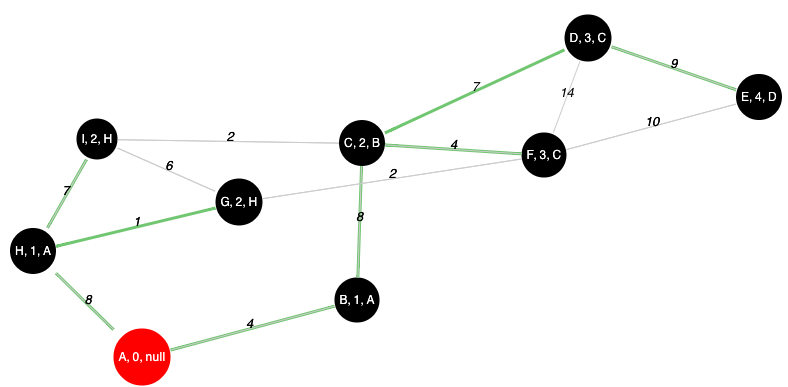 D, 3, C
9
7
14
E, 4, D
10
I, 2, H
2
C, 2, B
4
F, 3, C
6
2
7
G, 2, H
1
8
H, 1, A
8
B, 1, A
4
A, 0, null